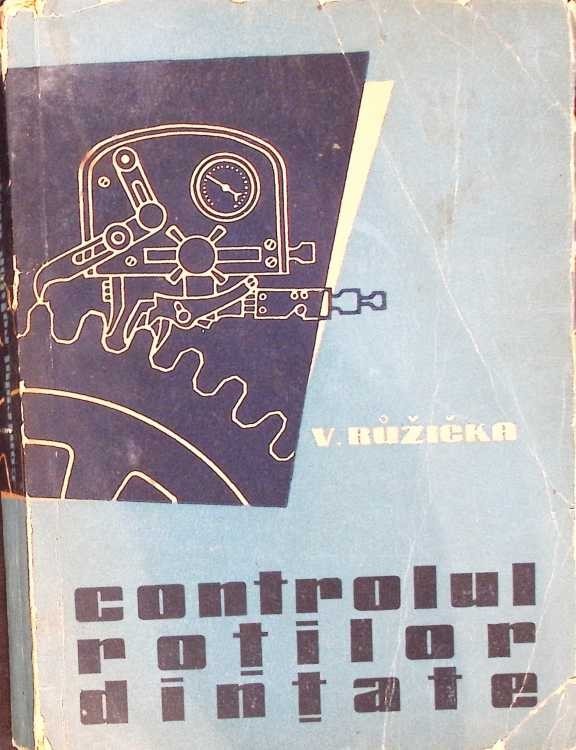 V. RŮŽIČKA
controlul
roților
dințate